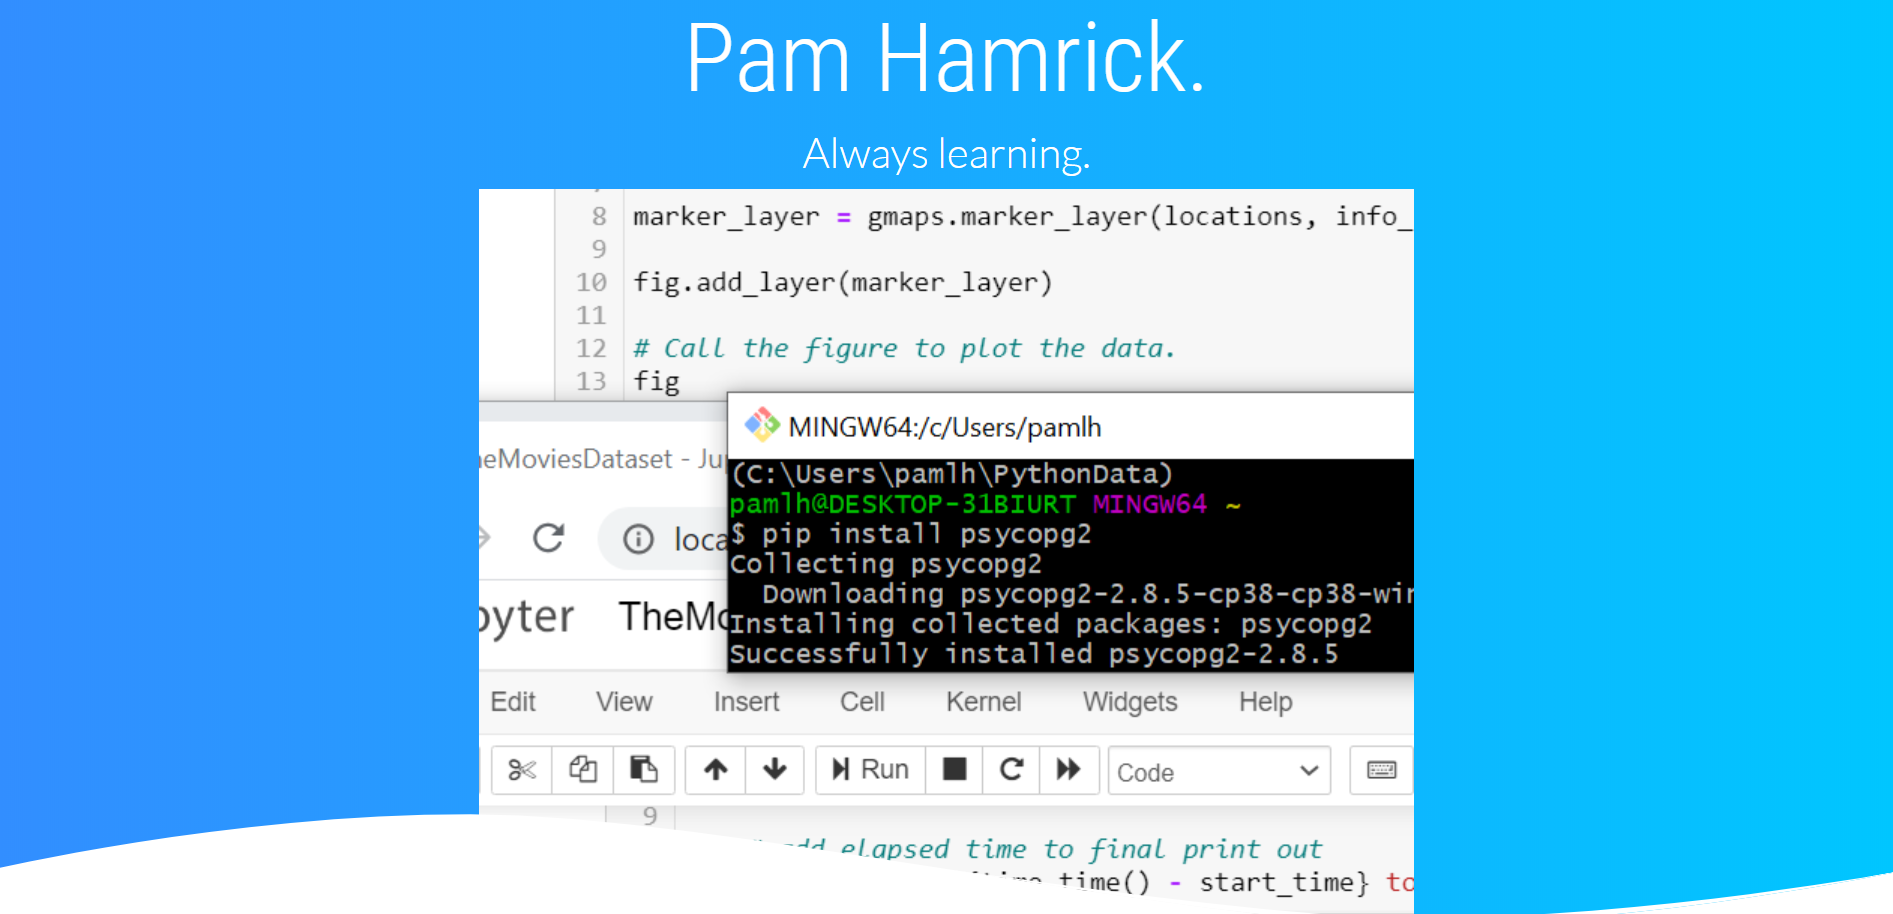 Pam Hamrick.
Always learning.
8 marker_layer = gmaps.marker_layer(locations, info_
9
10 fig.add_layer(marker_layer)
11
12 # Call the figure to plot the data.
13 fig
MINGW64:/c/Users/pamlh
eMoviesDataset - Ju
(C:\Users\pamlh\PythonData)
pamlh@DESKTOP-31BIURT MINGW64 ~
loca
$ pip install psycopg2
Collecting psycopg2
Downloading psycopg2-2.8.5-cp38-cp38-win
Installing collected packages: psycopg2
Successfully installed psycopg2-2.8.5
pyter TheMo
Edit View Insert Cell Kernel Widgets Help
Run Code
9
add elapsed time to final print out
time.time() - start_time} to